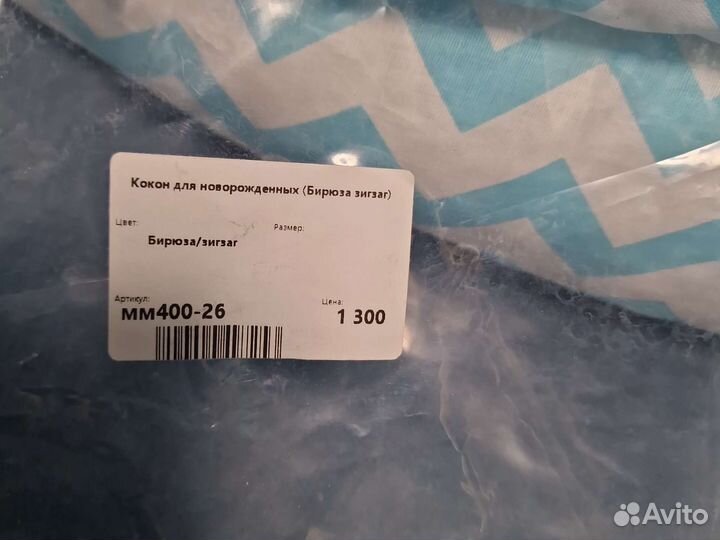 Кокон для новорожденных (Бирюза зигзаг)
Цвет:
Размер:
Бирюза/зигзаг
Артикул:
Цена:
мм400-26
1 300
Avito